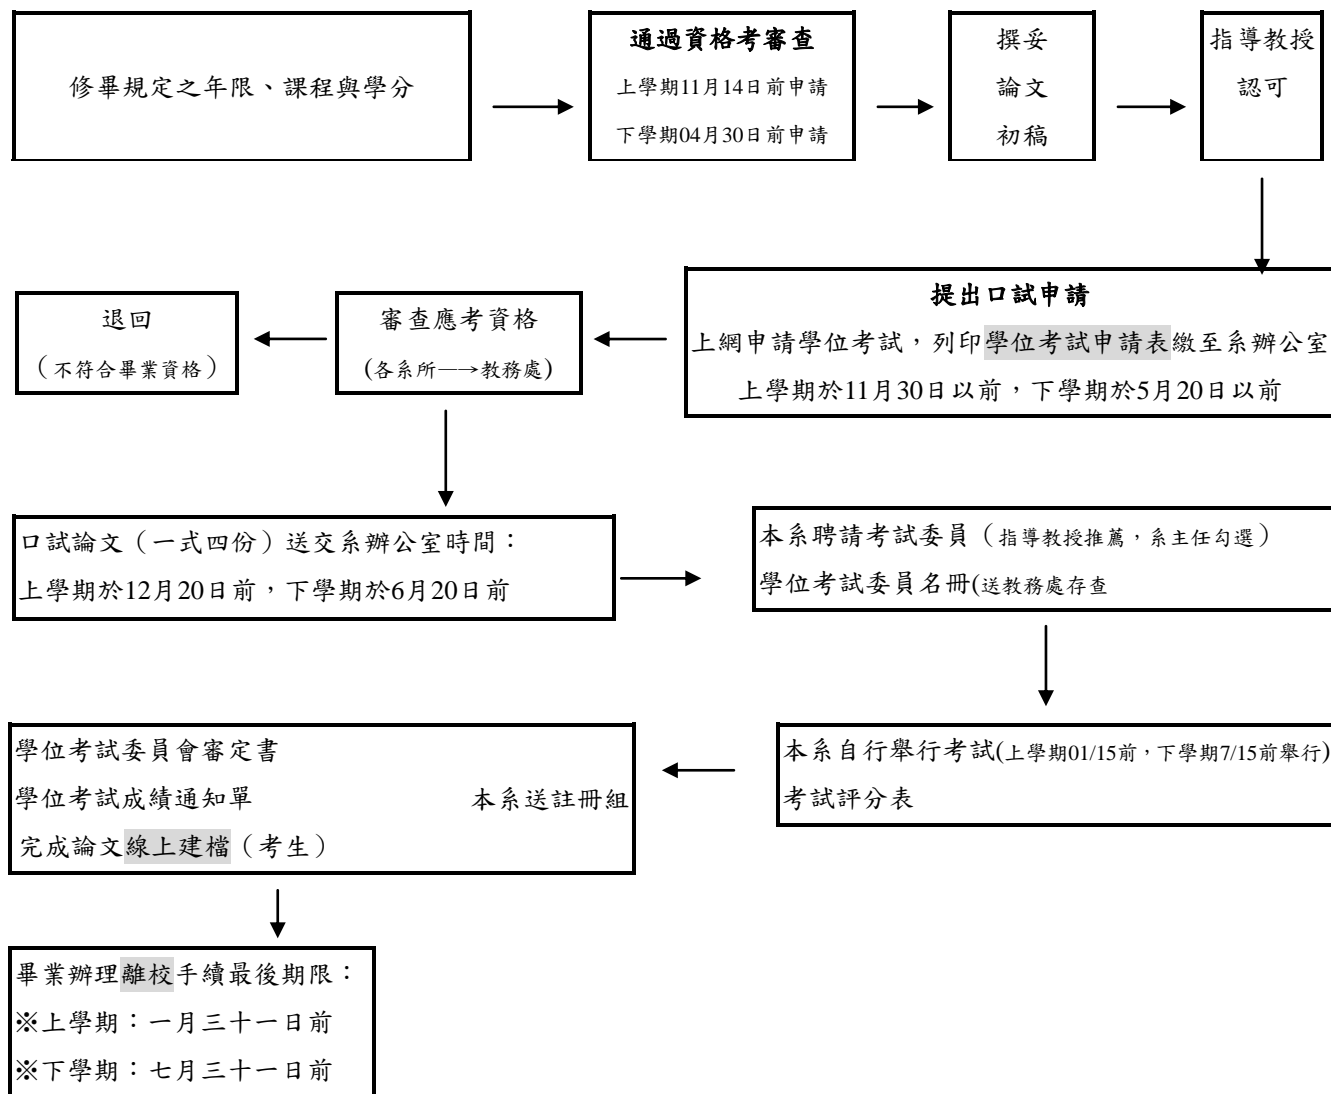 修畢規定之年限、課程與學分
通過資格考審查
上學期11月14日前申請
下學期04月30日前申請
撰妥
論文
初稿
指導教授
認可
提出口試申請
上網申請學位考試，列印學位考試申請表繳至系辦公室
上學期於11月30日以前，下學期於5月20日以前
審查應考資格
(各系所─→教務處)
退回
（不符合畢業資格）
口試論文（一式四份）送交系辦公室時間：
上學期於12月20日前，下學期於6月20日前
本系聘請考試委員（指導教授推薦，系主任勾選）
學位考試委員名冊(送教務處存查
本系自行舉行考試(上學期01/15前，下學期7/15前舉行)
考試評分表
學位考試委員會審定書
學位考試成績通知單 本系送註冊組
完成論文線上建檔（考生）
畢業辦理離校手續最後期限：
※上學期：一月三十一日前
※下學期：七月三十一日前